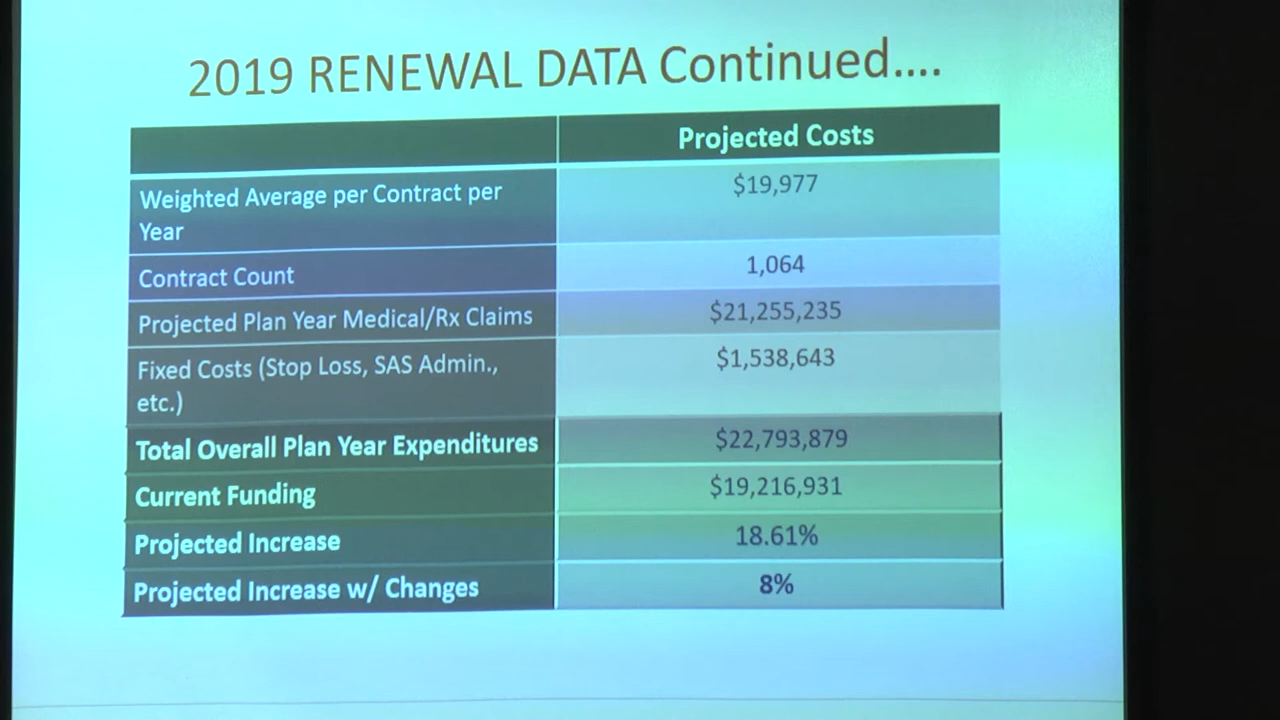 2019 RENEWAL DATA Continued....
Projected Costs
Weighted Average per Contract per
Year
$19,977
Contract Count
1,064
Projected Plan Year Medical/Rx Claims
$21,255,235
Fixed Costs (Stop Loss, SAS Admin.,
etc.)
$1,538,643
Total Overall Plan Year Expenditures
$22,793,879
Current Funding
$19,216,931
Projected Increase
18.61%
Projected Increase w/ Changes
8%